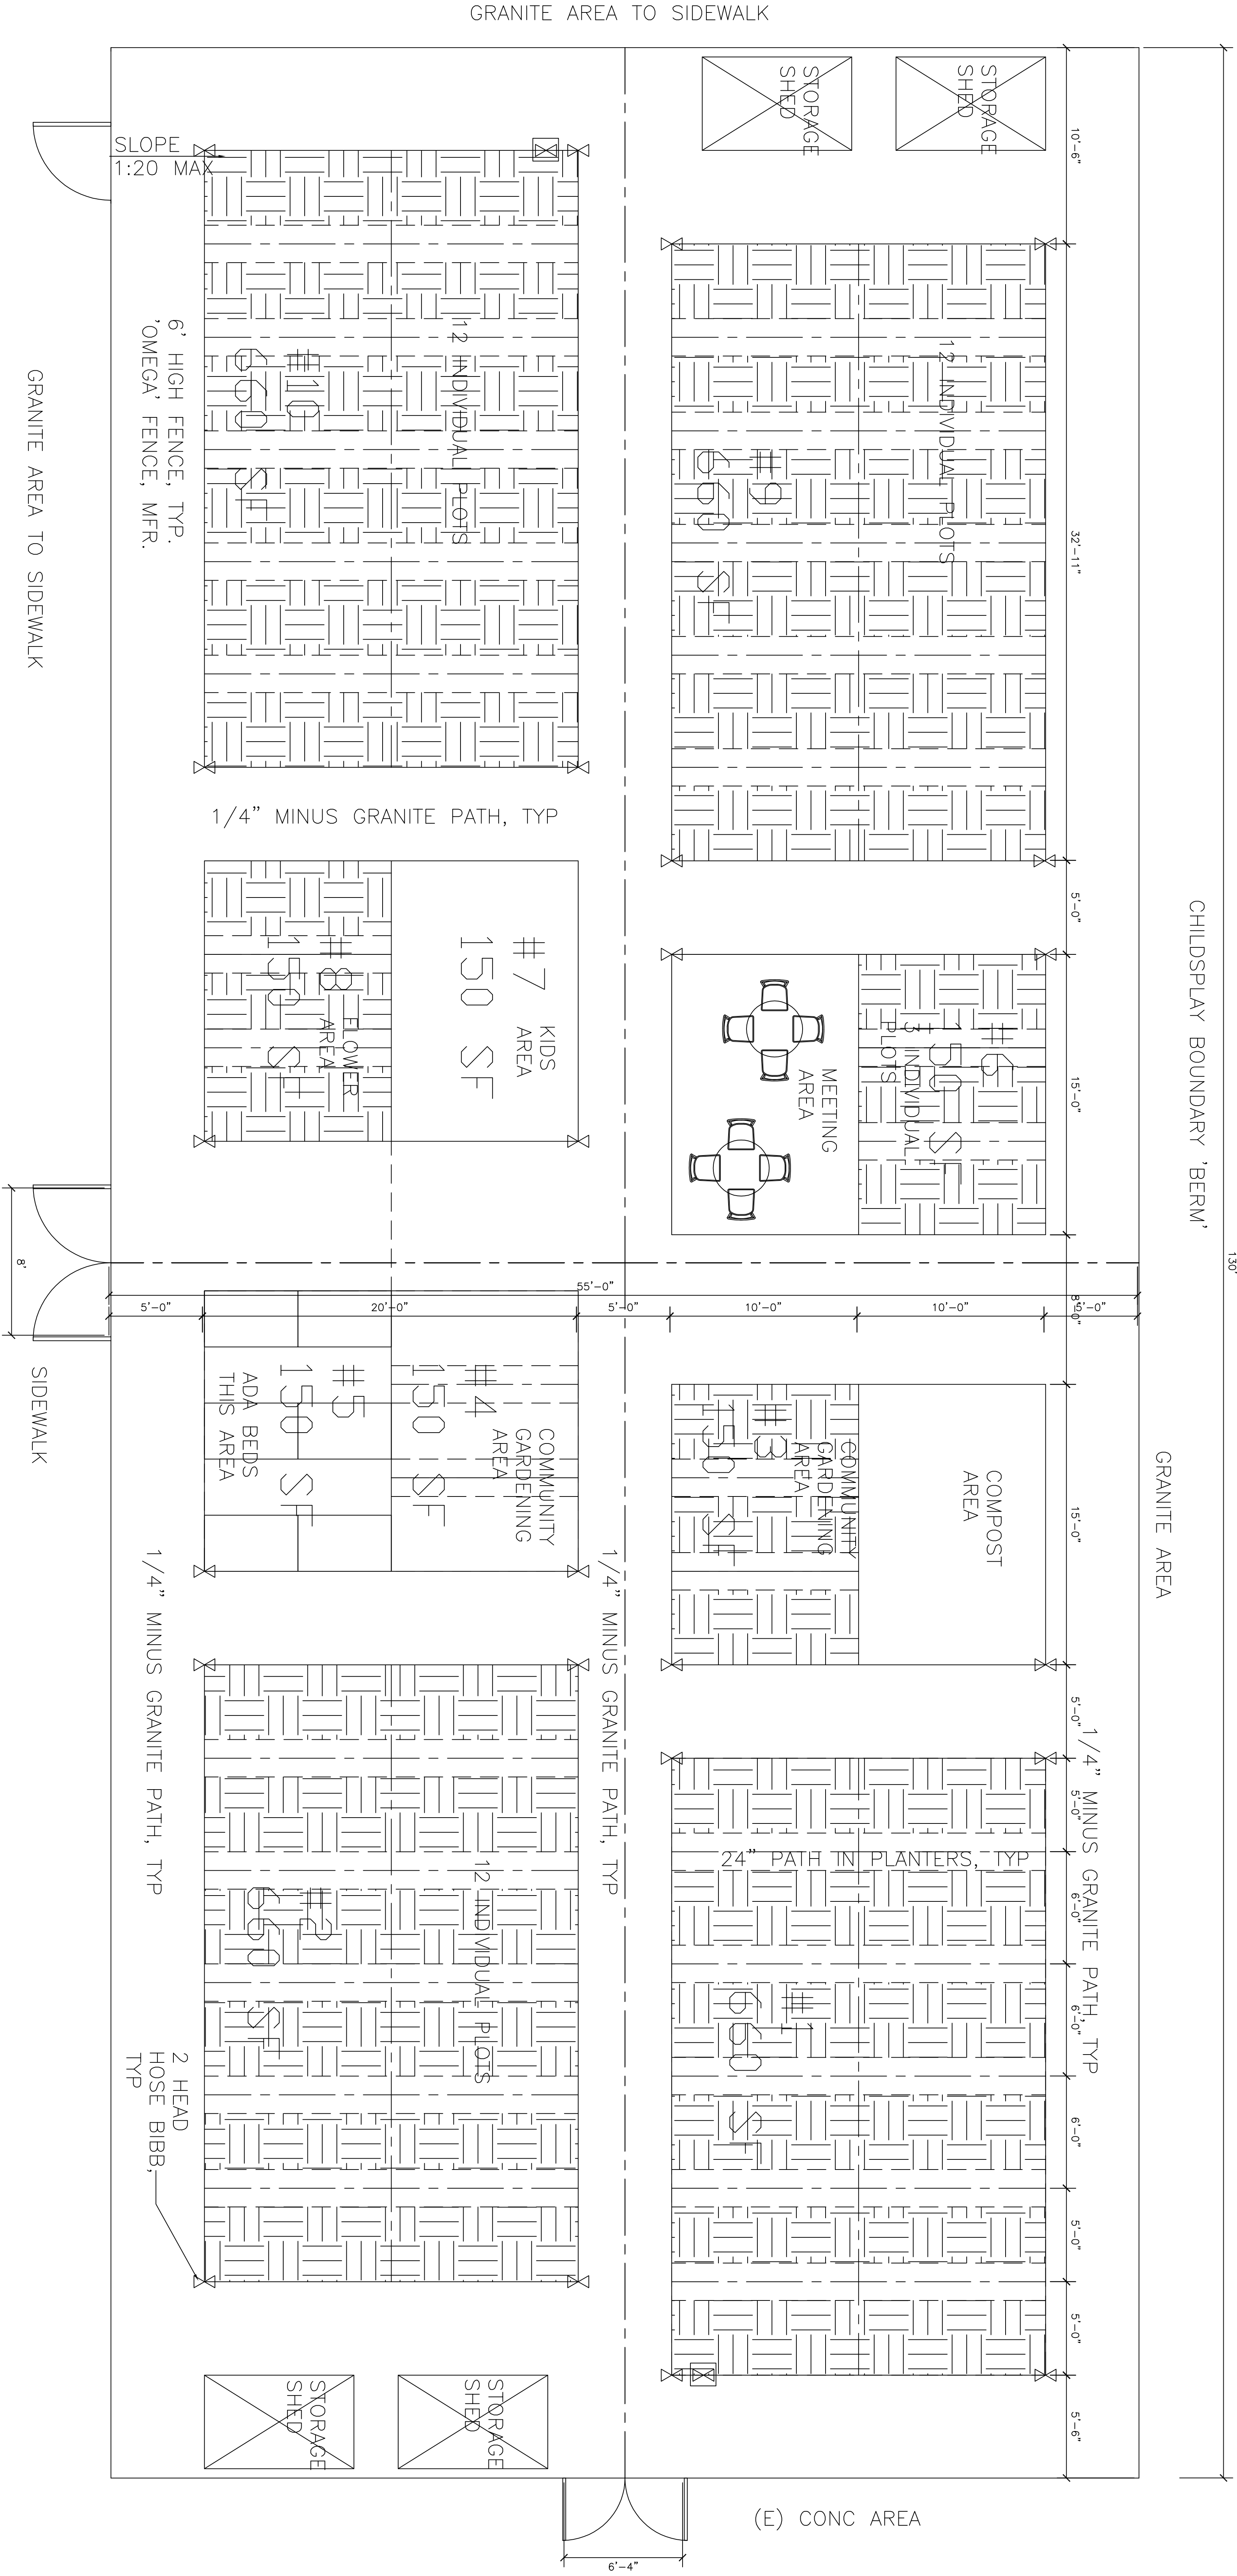 GRANITE AREA TO SIDEWALK
STORAGE
SHED
STORAGE
SHED
10'-6"
SLOPE
1:20 MAX
6' HIGH FENCE, TYP.
'OMEGA' FENCE, MFR.
12 INDIVIDUAL PLOTS
#10
660 SF
12 INDIVIDUAL PLOTS
#9
660 SF
32'-11"
GRANITE AREA TO SIDEWALK
1/4" MINUS GRANITE PATH, TYP
5'-0"
CHILDSPLAY BOUNDARY 'BERM'
#7
150 SF
KIDS
AREA
#8
150 SF
FLOWER
AREA
#6
150 SF
3 INDIVIDUAL
PLOTS
MEETING
AREA
15'-0"
130'
8'
55'-0"
5'-0"
20'-0"
5'-0"
10'-0"
10'-0"
5'-0"
8'-0"
SIDEWALK
ADA BEDS
THIS AREA
#5
150 SF
#4
150 SF
COMMUNITY
GARDENING
AREA
#3
150 SF
COMMUNITY
GARDENING
AREA
COMPOST
AREA
15'-0"
GRANITE AREA
1/4" MINUS GRANITE PATH, TYP
1/4" MINUS GRANITE PATH, TYP
5'-0"
1/4" MINUS GRANITE PATH, TYP
5'-0"
24" PATH IN PLANTERS, TYP
6'-0"
12 INDIVIDUAL PLOTS
#2
660 SF
#1
660 SF
6'-0"
6'-0"
2 HEAD
HOSE BIBB,
TYP
5'-0"
5'-0"
STORAGE
SHED
STORAGE
SHED
5'-6"
(E) CONC AREA
6'-4"